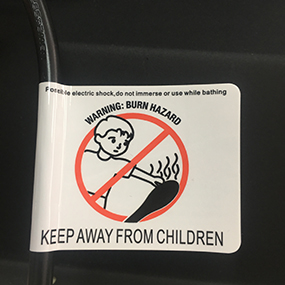 Possible electric shock,do not immerse or use while bathing
WARNING: BURN HAZARD
KEEP AWAY FROM CHILDREN